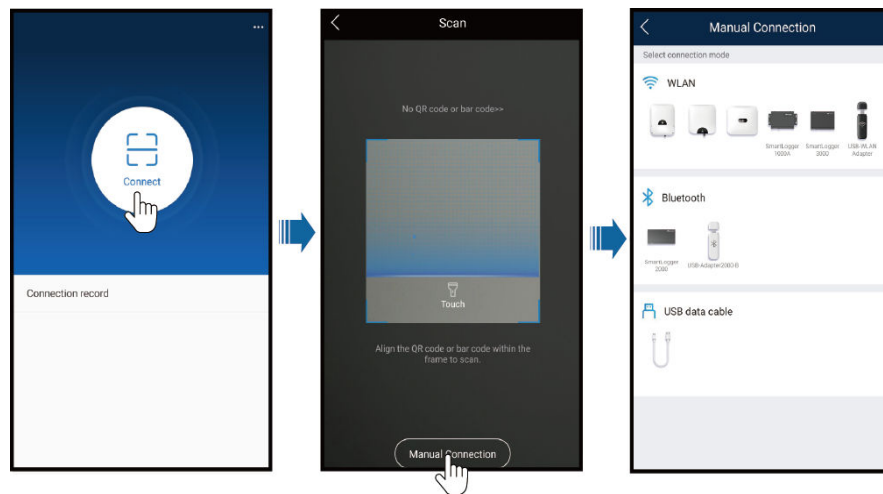 Connect
Connection record
Scan
No QR code or bar code>>
Touch
Align the QR code or bar code within the
frame to scan.
Manual Connection
Manual Connection
Select connection mode
WLAN
SmartLogger
1000A
SmartLogger
3000
USB-WLAN
Adapter
Bluetooth
SmartLogger
2000
USB-Adapter2000-B
USB data cable